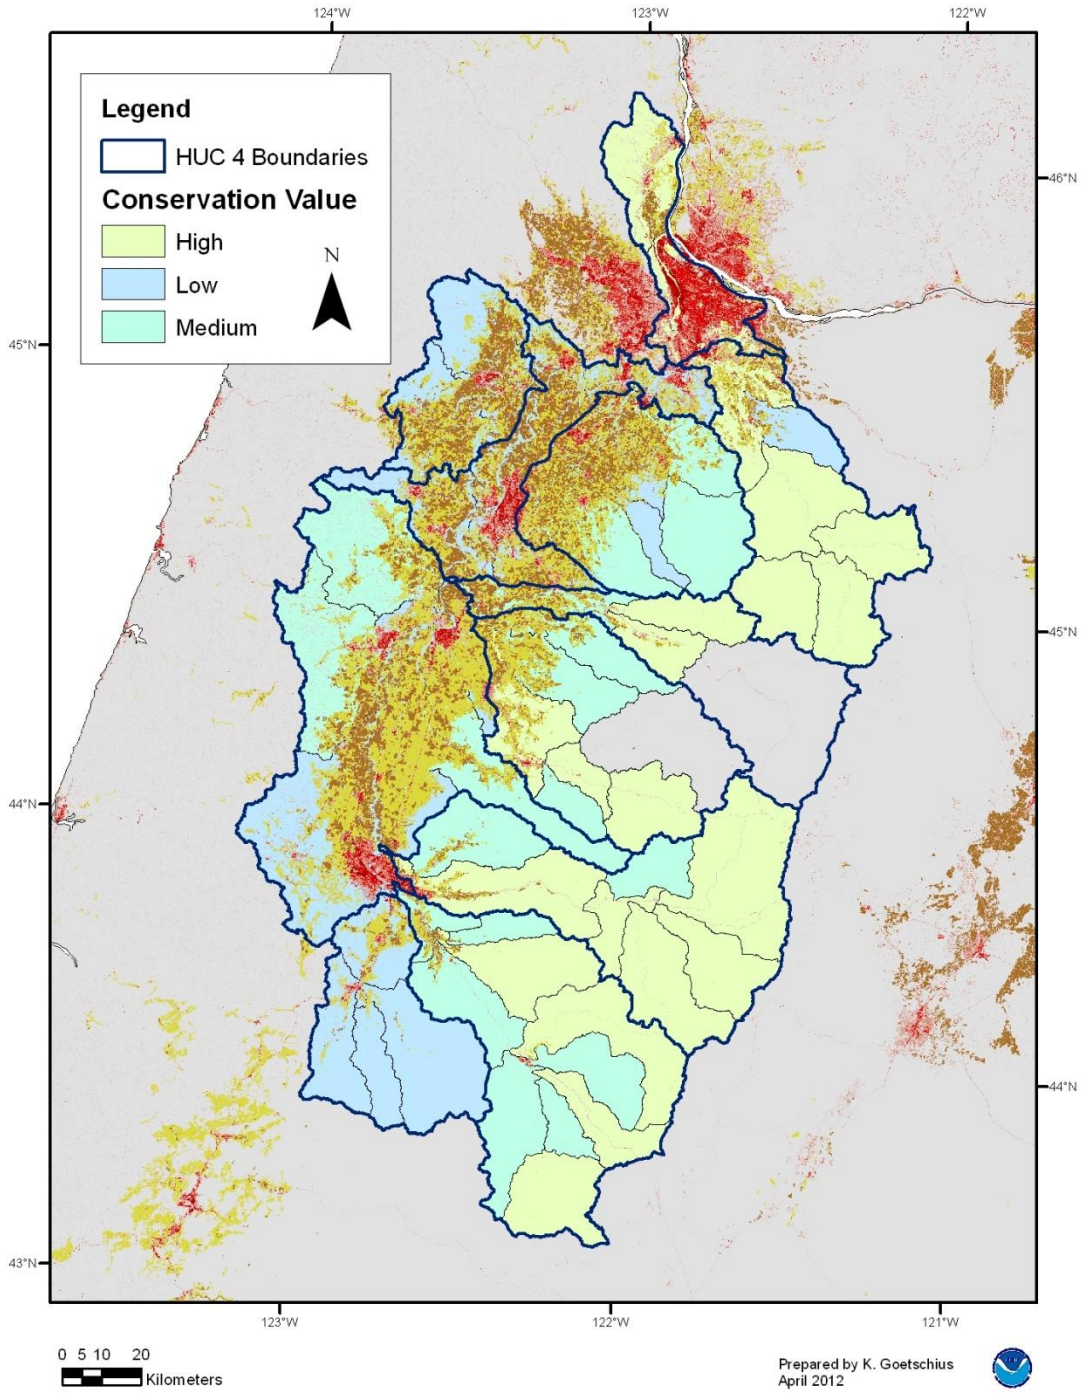 124°W 123°W 122°W
Legend
HUC 4 Boundaries
Conservation Value
High
Low
Medium
N
46°N
45°N
45°N
44°N
44°N
43°N
123°W 122°W 121°W
0 5 10 20
Kilometers
Prepared by K. Goetschius
April 2012